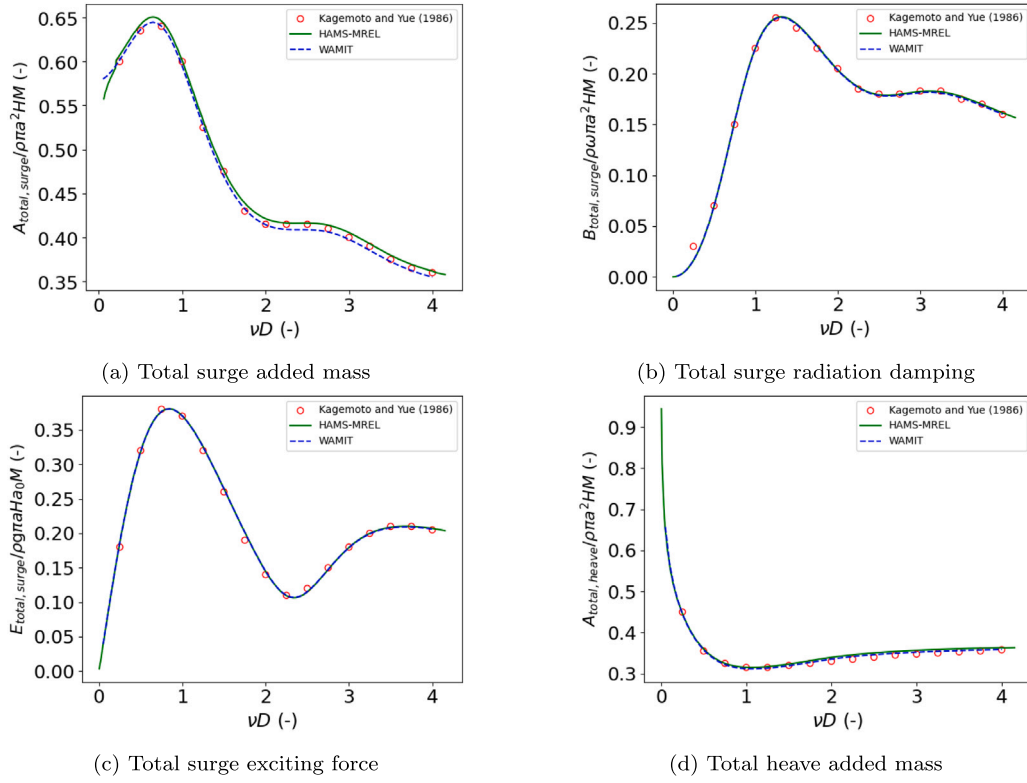 Kagemoto and Yue (1986)
HAMS-MREL
WAMIT
0.65
0.60
0.55
0.50
0.45
0.40
0.35
A_{total,surge}/ρπa²HM (-)
0 1 2 3 4
νD (-)
(a) Total surge added mass
Kagemoto and Yue (1986)
HAMS-MREL
WAMIT
0.25
0.20
0.15
0.10
0.05
0.00
B_{total,surge}/ρωπa²HM (-)
0 1 2 3 4
νD (-)
(b) Total surge radiation damping
Kagemoto and Yue (1986)
HAMS-MREL
WAMIT
0.35
0.30
0.25
0.20
0.15
0.10
0.05
0.00
E_{total,surge}/ρgπaHa₀M (-)
0 1 2 3 4
νD (-)
(c) Total surge exciting force
Kagemoto and Yue (1986)
HAMS-MREL
WAMIT
0.9
0.8
0.7
0.6
0.5
0.4
0.3
A_{total,heave}/ρπa²HM (-)
0 1 2 3 4
νD (-)
(d) Total heave added mass